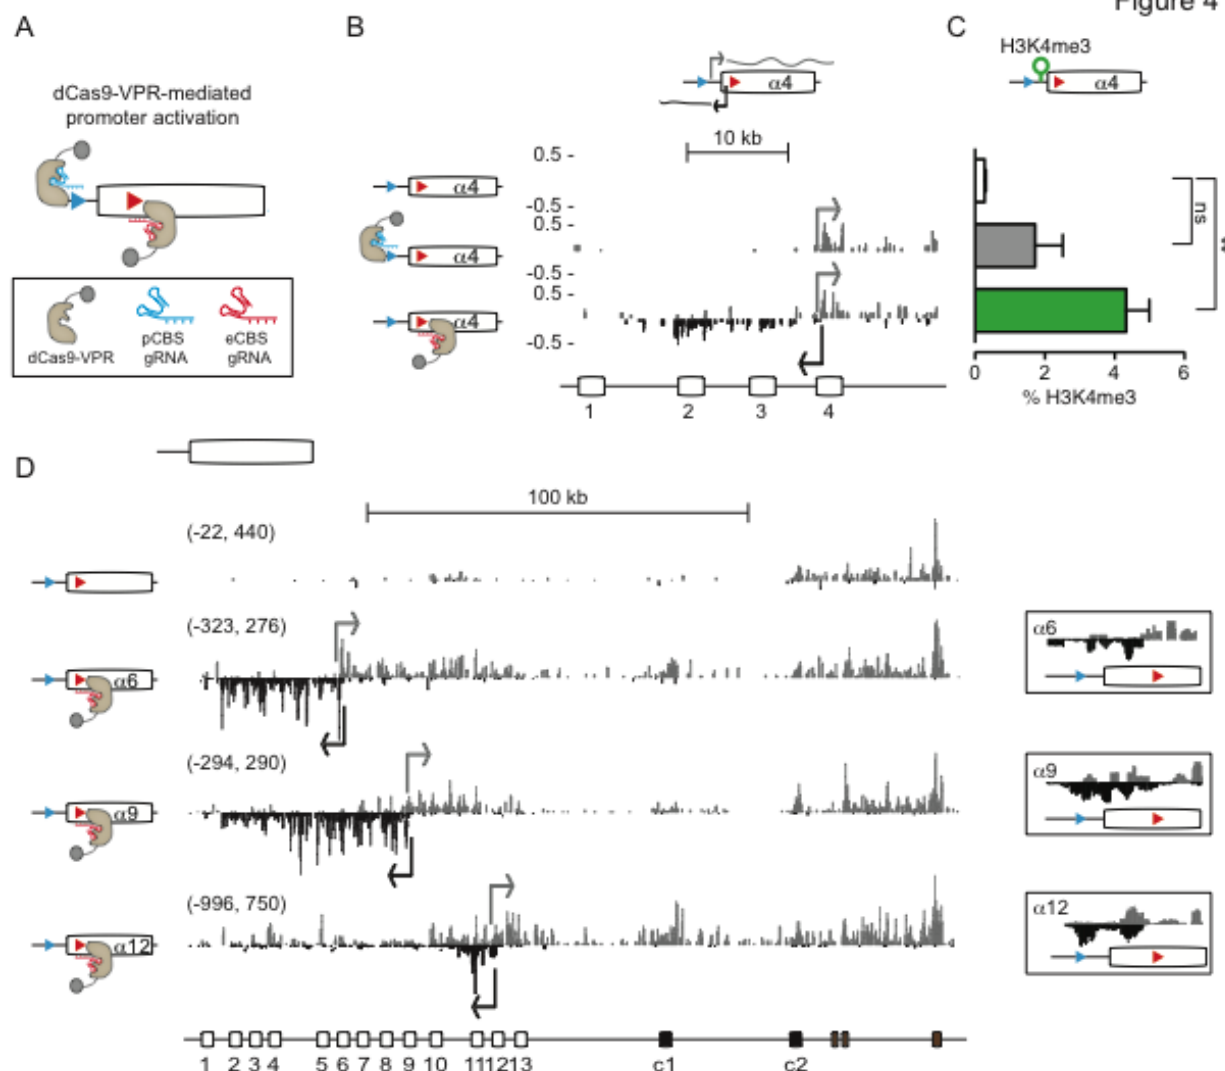 Figure 4
A
B
C
dCas9-VPR-mediated
promoter activation
dCas9-VPR
pCBS
gRNA
eCBS
gRNA
α4
10 kb
0.5 -
-0.5 -
0.5 -
-0.5 -
0.5 -
-0.5 -
α4
α4
α4
1
2
3
4
H3K4me3
α4
ns
0
2
4
6
% H3K4me3
D
100 kb
(-22, 440)
(-323, 276)
α6
(-294, 290)
α9
(-996, 750)
α12
α6
α9
α12
1 2 3 4 5 6 7 8 9 10 11 12 13 c1 c2